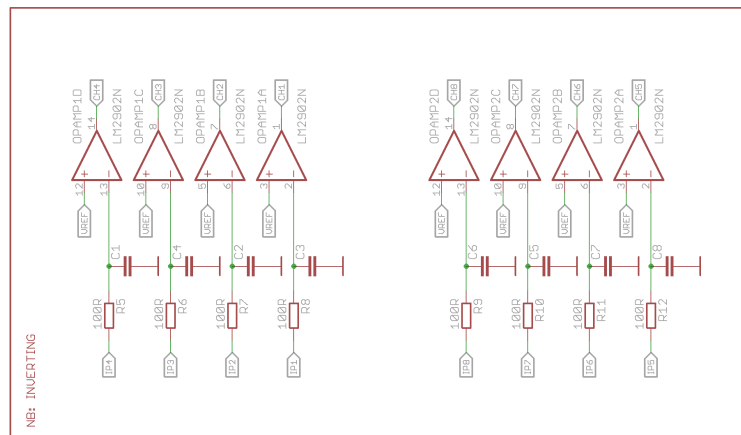 OPAMP1D
LM2902N
CH4
14
12
13
+
-
VREF
C1
100R
R5
IP4
OPAMP1C
LM2902N
CH3
8
10
9
+
-
VREF
C4
100R
R6
IP3
OPAMP1B
LM2902N
CH2
7
5
6
+
-
VREF
C2
100R
R7
IP2
OPAMP1A
LM2902N
CH1
1
3
2
+
-
VREF
C3
100R
R8
IP1
OPAMP2D
LM2902N
CH8
14
12
13
+
-
VREF
C6
100R
R9
IP8
OPAMP2C
LM2902N
CH7
8
10
9
+
-
VREF
C5
100R
R10
IP7
OPAMP2B
LM2902N
CH6
7
5
6
+
-
VREF
C7
100R
R11
IP6
OPAMP2A
LM2902N
CH5
1
3
2
+
-
VREF
C8
100R
R12
IP5
NB: INVERTING